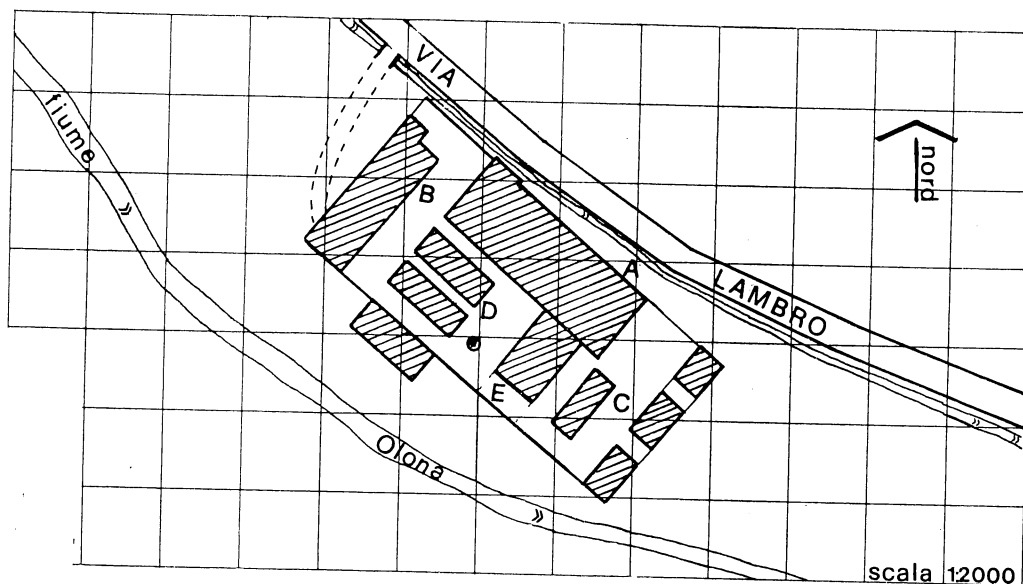 VIA
fiume
nord
B
A
LAMBRO
D
E
C
Olona
scala 1:2000